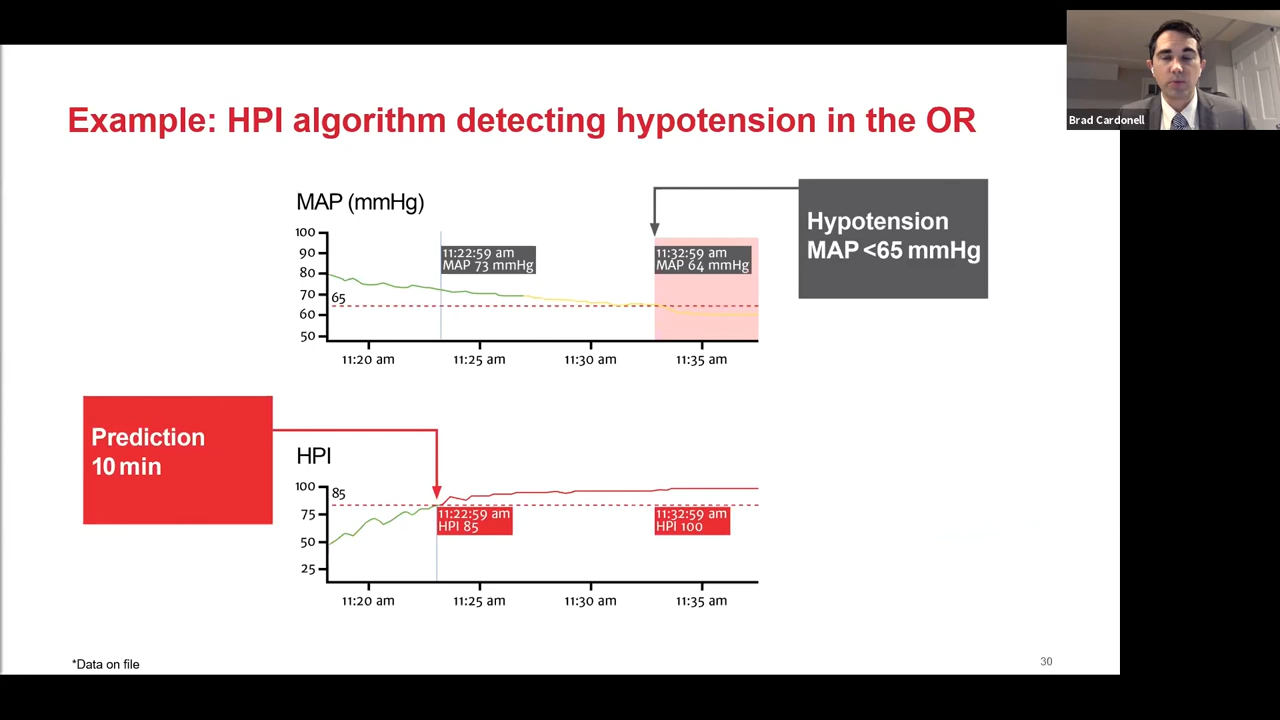 Brad Cardonell
Example: HPI algorithm detecting hypotension in the OR
MAP (mmHg)
100
90
80
70
60
50
65
11:22:59 am
MAP 73 mmHg
11:32:59 am
MAP 64 mmHg
Hypotension
MAP <65 mmHg
11:20 am
11:25 am
11:30 am
11:35 am
Prediction
10 min
HPI
100
75
50
25
85
11:22:59 am
HPI 85
11:32:59 am
HPI 100
11:20 am
11:25 am
11:30 am
11:35 am
*Data on file
30